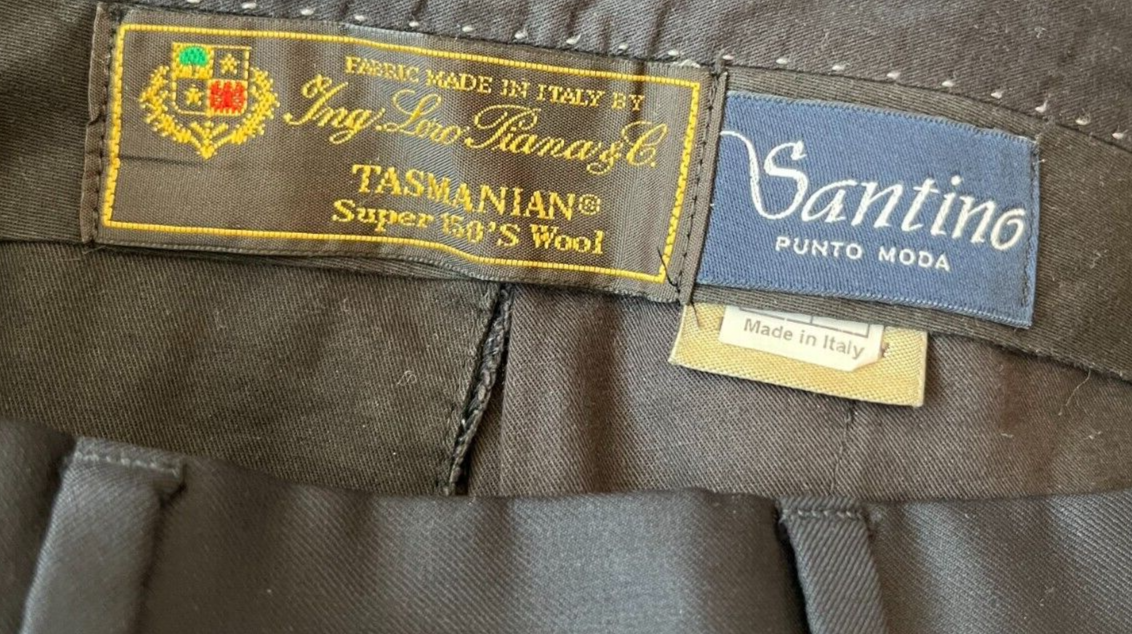 FABRIC MADE IN ITALY BY
Ing. Loro Piana & C.
TASMANIAN®
Super 150'S Wool
Santino
PUNTO MODA
Made in Italy